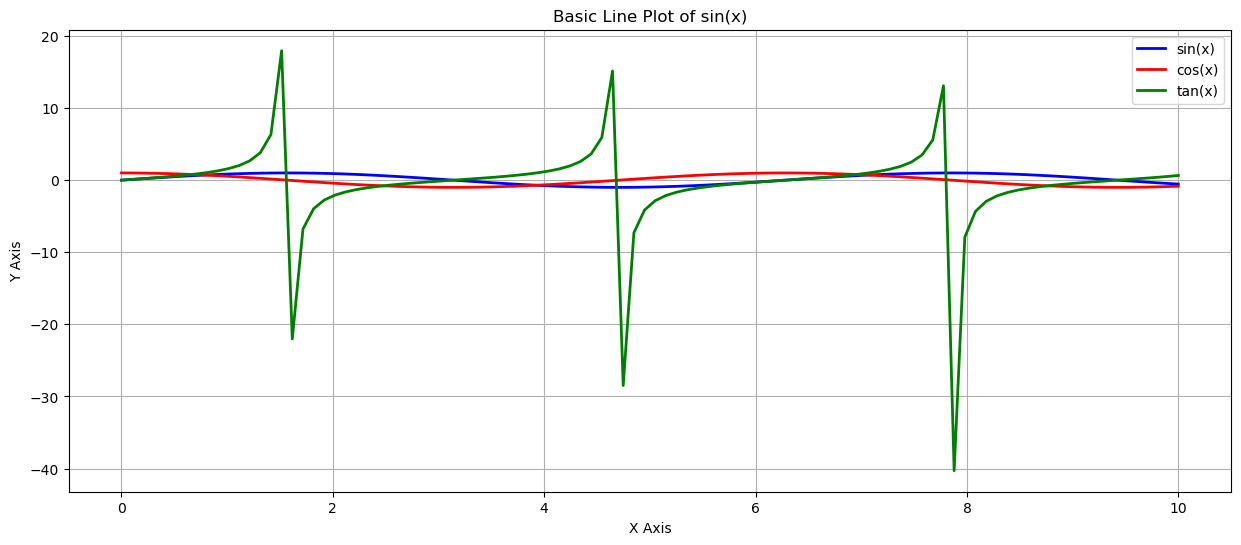 Basic Line Plot of sin(x)
sin(x)
cos(x)
tan(x)
20
10
0
−10
−20
−30
−40
Y Axis
0 2 4 6 8 10
X Axis